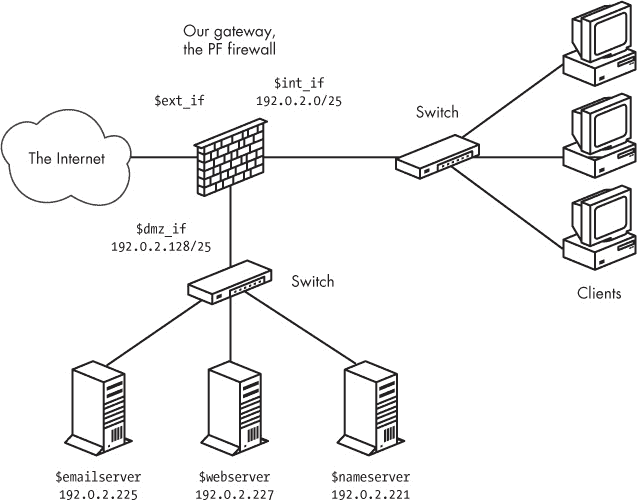 Our gateway,
the PF firewall
$int_if
192.0.2.0/25
$ext_if
Switch
The Internet
$dmz_if
192.0.2.128/25
Switch
Clients
$emailserver
192.0.2.225
$webserver
192.0.2.227
$nameserver
192.0.2.221